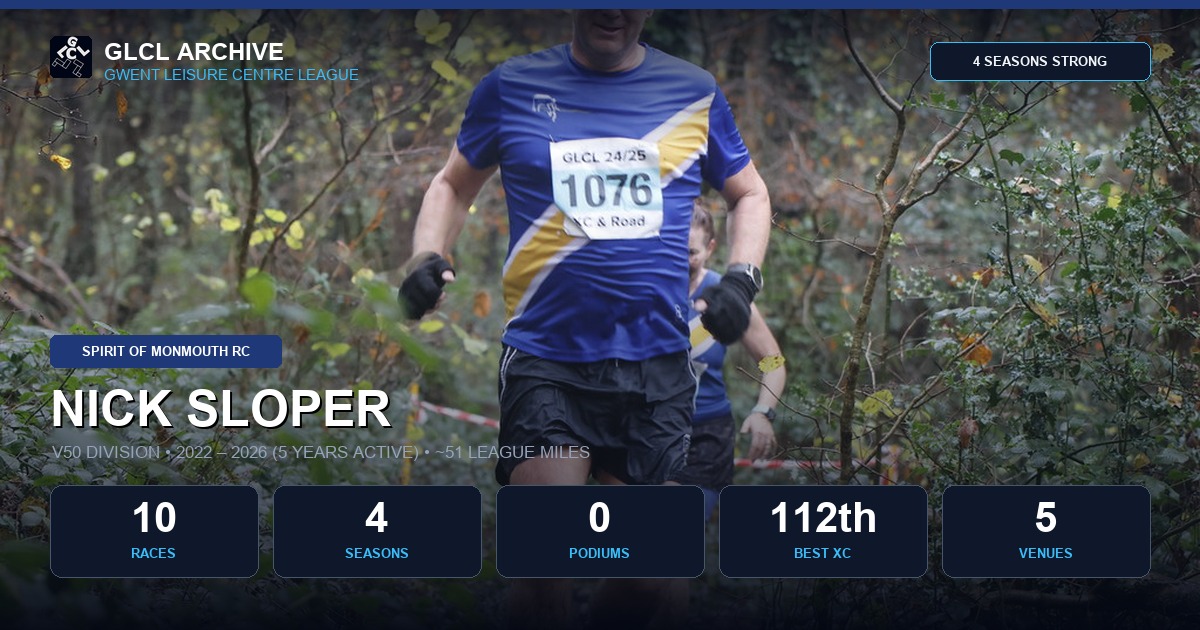 GLCL ARCHIVE
GWENT LEISURE CENTRE LEAGUE
4 SEASONS STRONG
GLCL 24/25
1076
XC & Road
SPIRIT OF MONMOUTH RC
NICK SLOPER
V50 DIVISION • 2022 – 2026 (5 YEARS ACTIVE) • ~51 LEAGUE MILES
10
RACES
4
SEASONS
0
PODIUMS
112th
BEST XC
5
VENUES